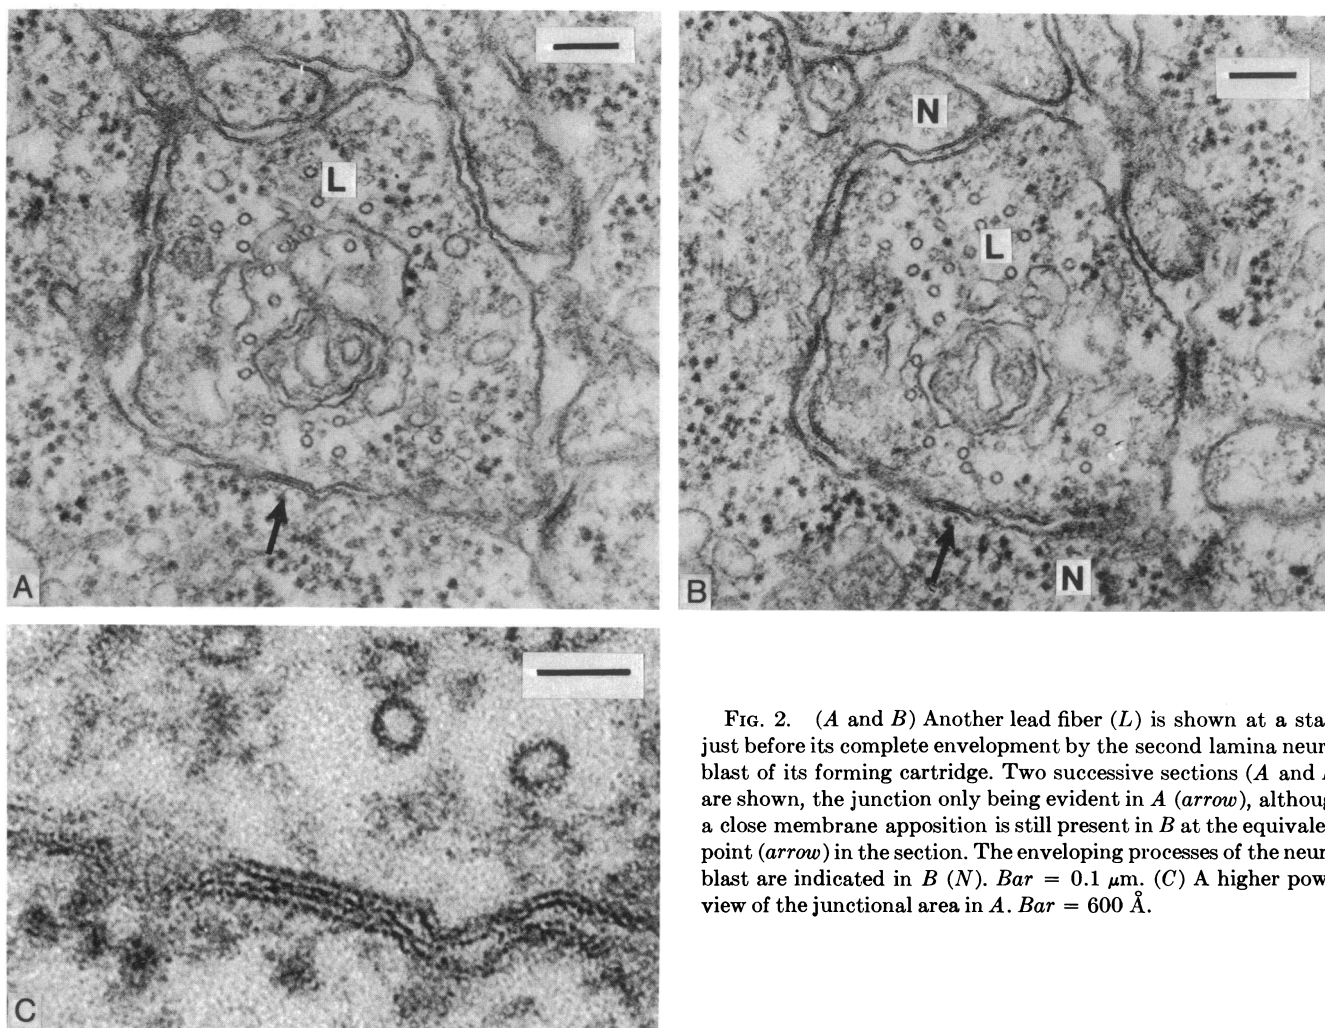 L
A
N
L
N
B
C
FIG. 2. (A and B) Another lead fiber (L) is shown at a sta
just before its complete envelopment by the second lamina neur
blast of its forming cartridge. Two successive sections (A and
are shown, the junction only being evident in A (arrow), althoug
a close membrane apposition is still present in B at the equivale
point (arrow) in the section. The enveloping processes of the neur
blast are indicated in B (N). Bar = 0.1 μm. (C) A higher pow
view of the junctional area in A. Bar = 600 Å.